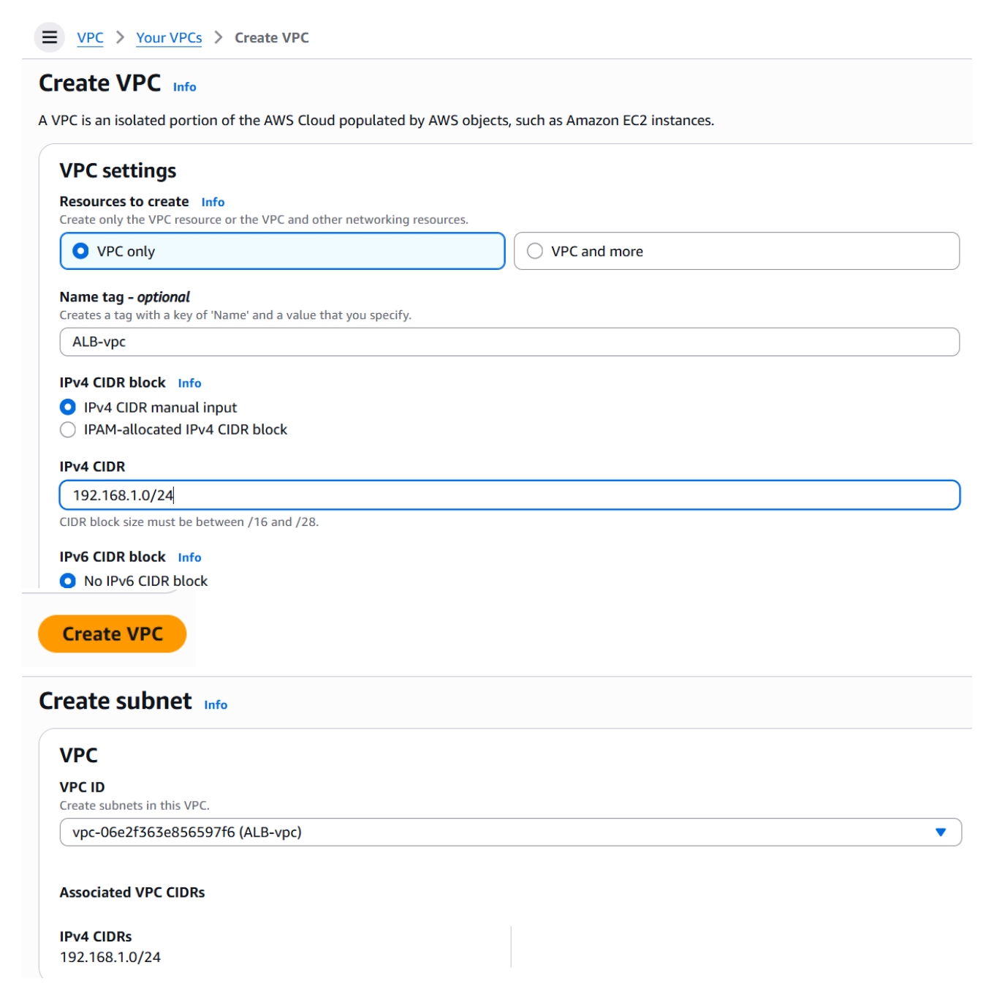 VPC > Your VPCs > Create VPC
Create VPC Info
A VPC is an isolated portion of the AWS Cloud populated by AWS objects, such as Amazon EC2 instances.
VPC settings
Resources to create Info
Create only the VPC resource or the VPC and other networking resources.
VPC only VPC and more
Name tag - optional
Creates a tag with a key of 'Name' and a value that you specify.
ALB-vpc
IPv4 CIDR block Info
IPv4 CIDR manual input
IPAM-allocated IPv4 CIDR block
IPv4 CIDR
192.168.1.0/24
CIDR block size must be between /16 and /28.
IPv6 CIDR block Info
No IPv6 CIDR block
Create VPC
Create subnet Info
VPC
VPC ID
Create subnets in this VPC.
vpc-06e2f363e856597f6 (ALB-vpc)
Associated VPC CIDRs
IPv4 CIDRs
192.168.1.0/24